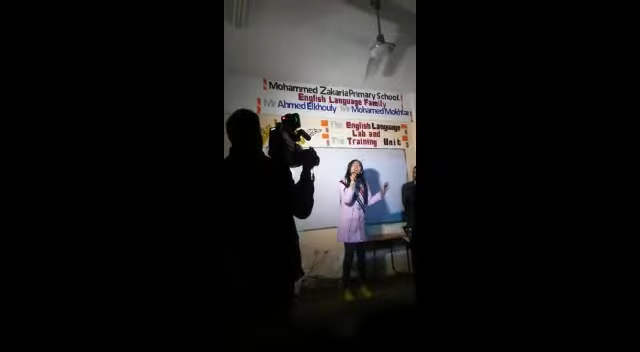 Mohammed Zakaria Primary School.
English Language Family
Mr Ahmed Elkhouly Mr Mohamed Mokhtar
The English Language
Lab and
The Training Unit